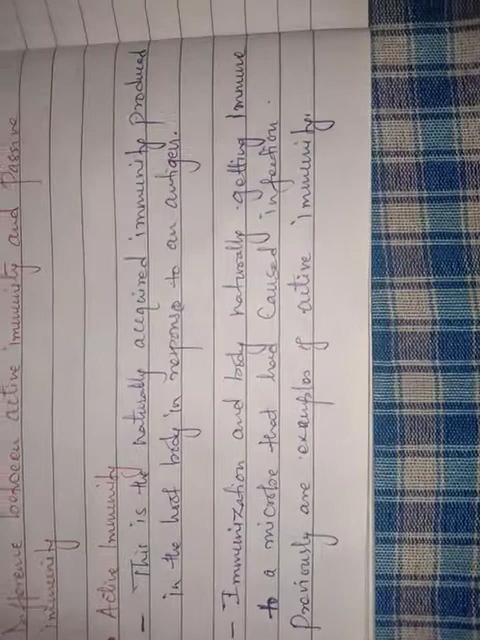 Difference between active immunity and Passive
immunity
• Active Immunity
- This is the naturally acquired immunity produced
in the host body in response to an antigen.
- Immunization and body naturally getting immune
to a microbe that had caused infection.
Previously are examples of active immunity.